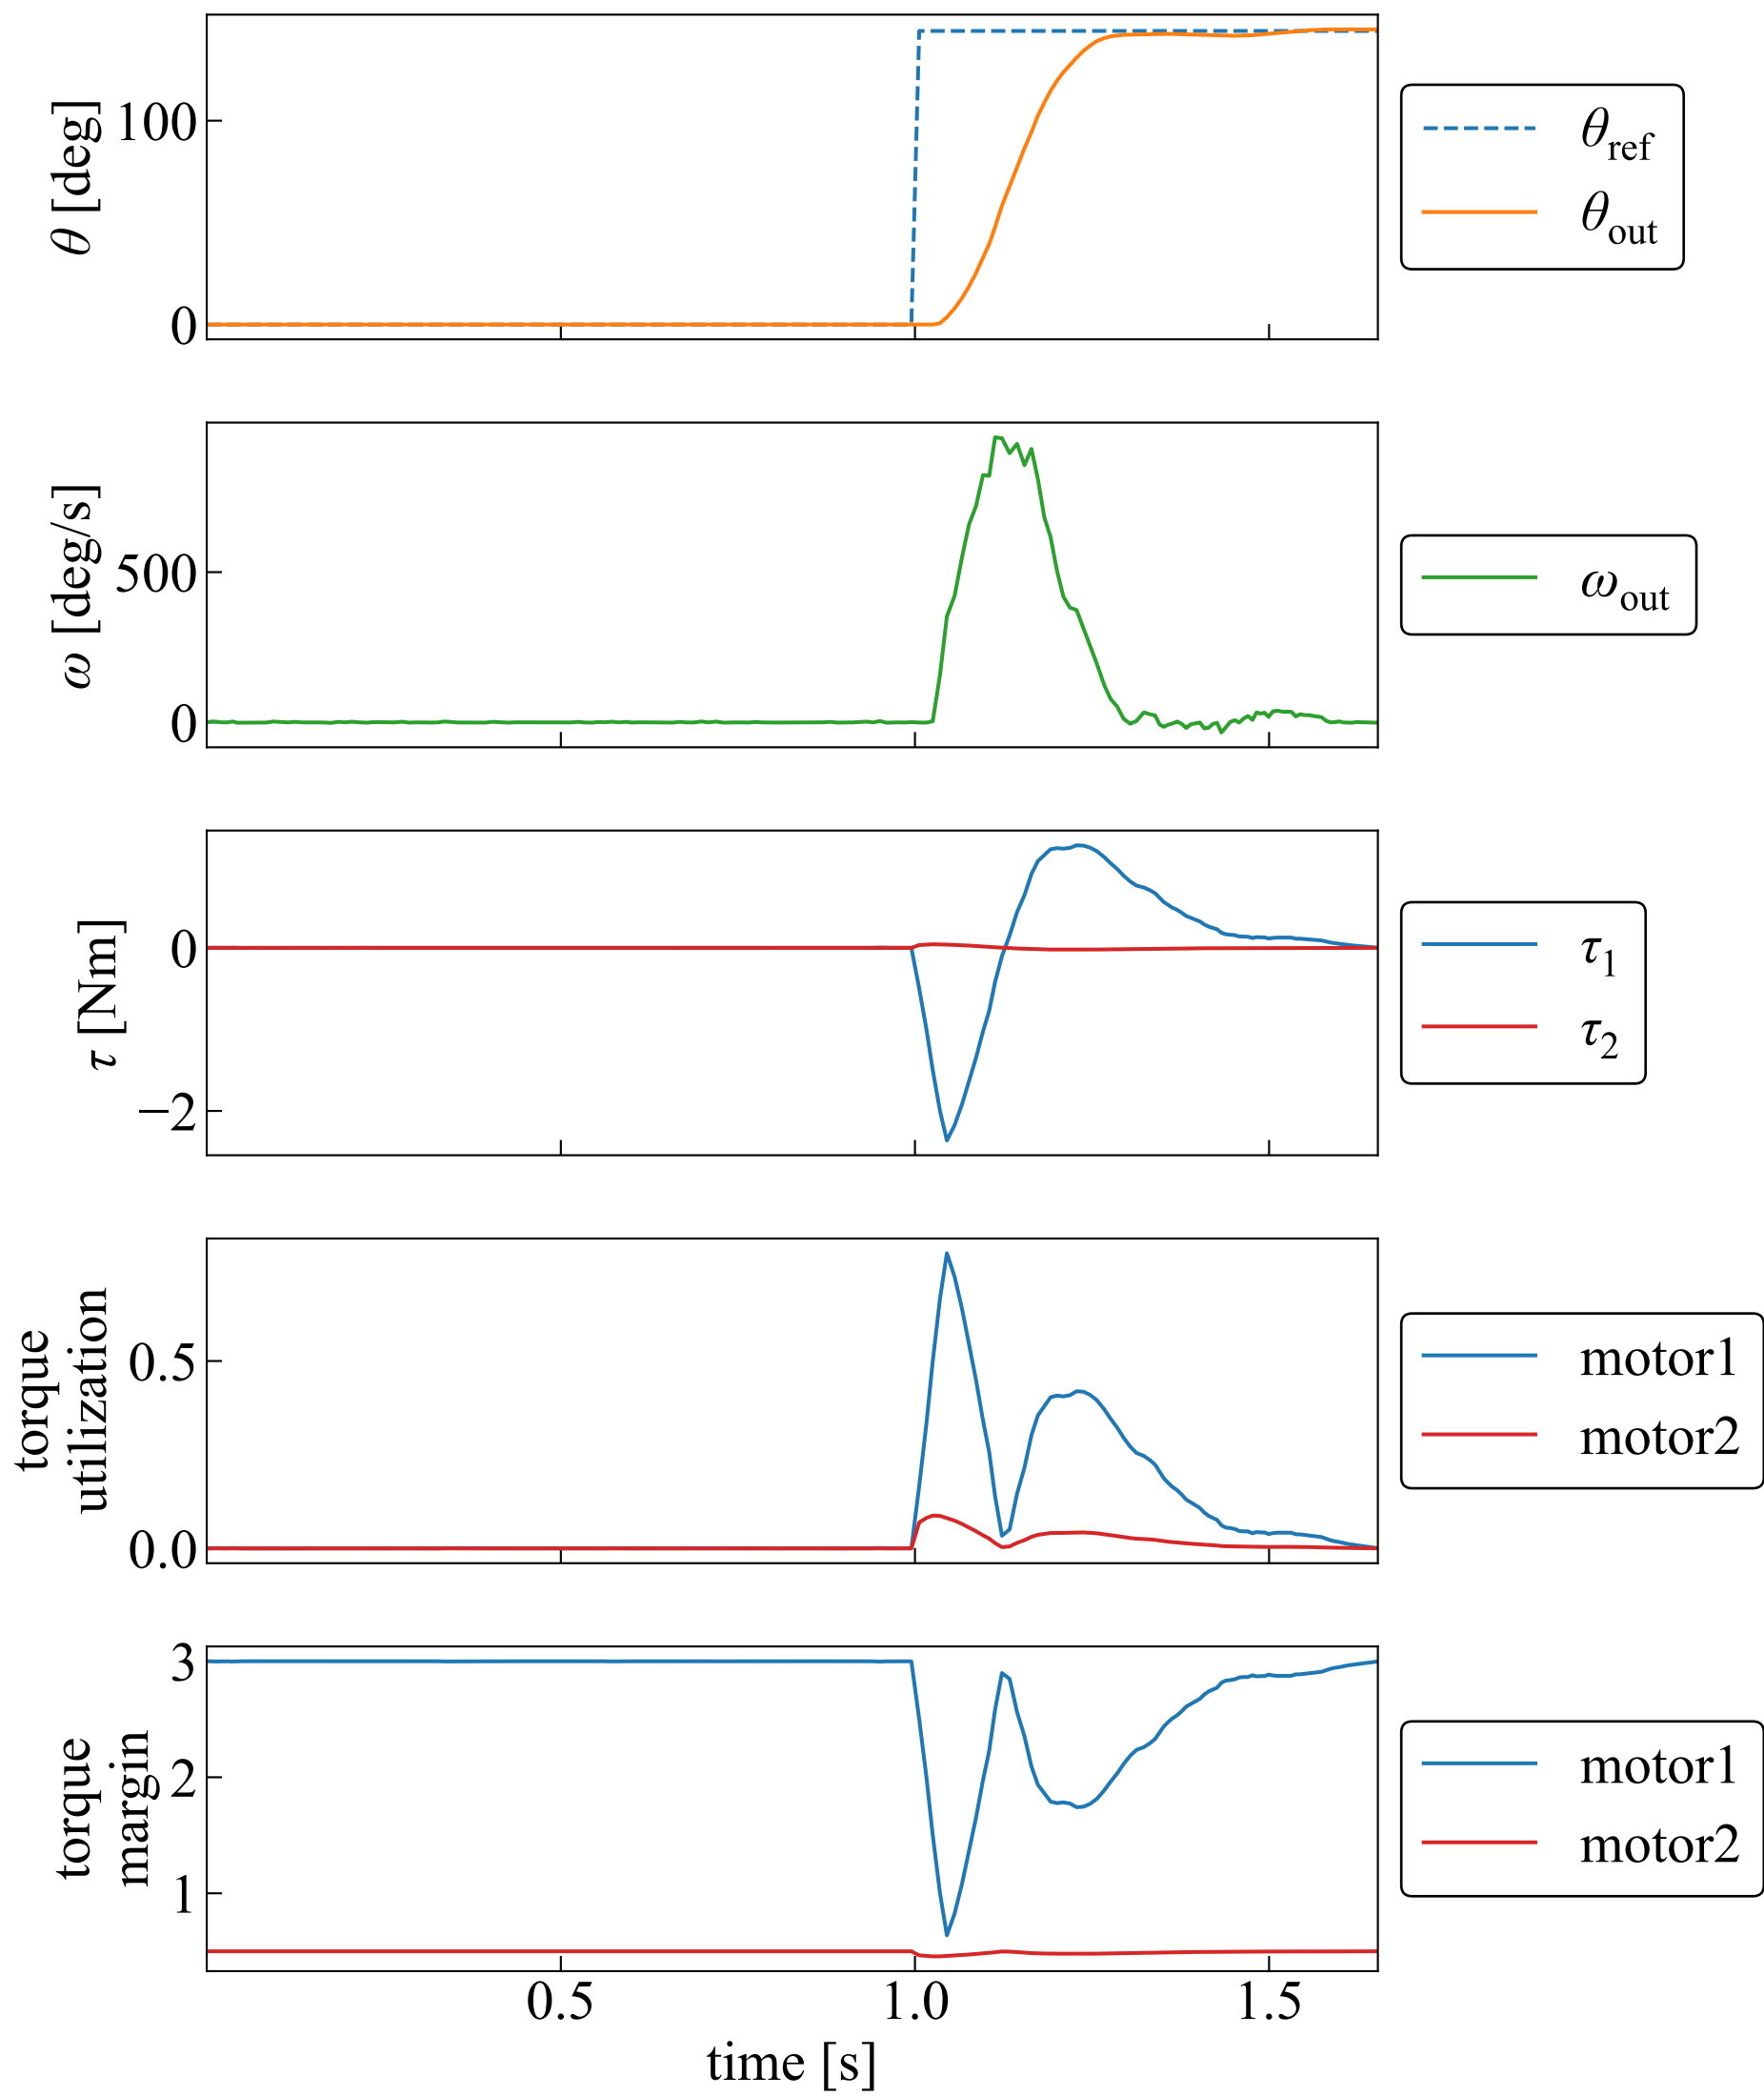 θ [deg]
100
0
θref
θout
ω [deg/s]
500
0
ωout
τ [Nm]
0
−2
τ1
τ2
torque
utilization
0.5
0.0
motor1
motor2
torque
margin
3
2
1
motor1
motor2
0.5 1.0 1.5
time [s]